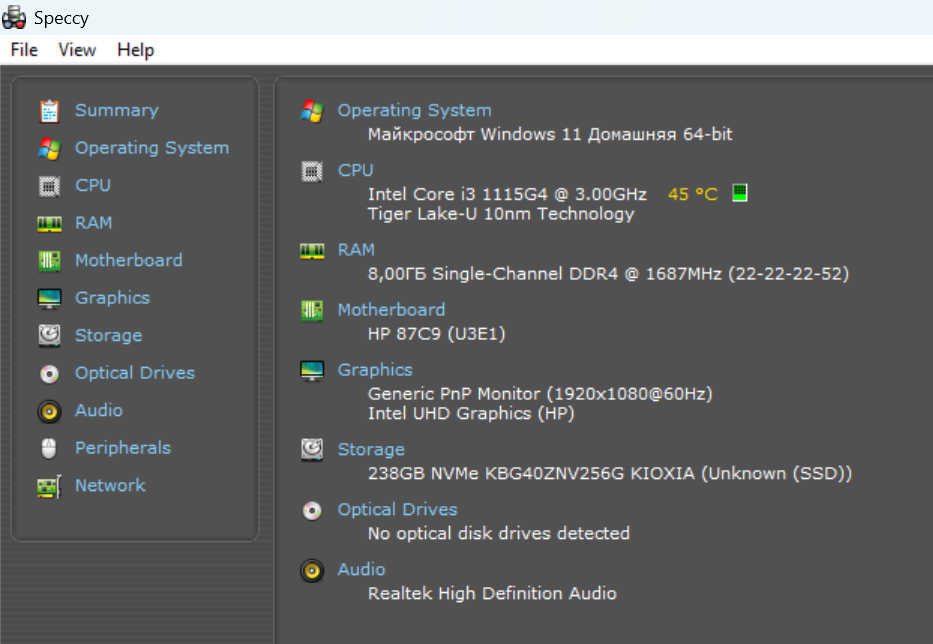 Speccy
File View Help
Summary
Operating System
CPU
RAM
Motherboard
Graphics
Storage
Optical Drives
Audio
Peripherals
Network
Operating System
Майкрософт Windows 11 Домашняя 64-bit
CPU
Intel Core i3 1115G4 @ 3.00GHz 45 °C
Tiger Lake-U 10nm Technology
RAM
8,00ГБ Single-Channel DDR4 @ 1687MHz (22-22-22-52)
Motherboard
HP 87C9 (U3E1)
Graphics
Generic PnP Monitor (1920x1080@60Hz)
Intel UHD Graphics (HP)
Storage
238GB NVMe KBG40ZNV256G KIOXIA (Unknown (SSD))
Optical Drives
No optical disk drives detected
Audio
Realtek High Definition Audio